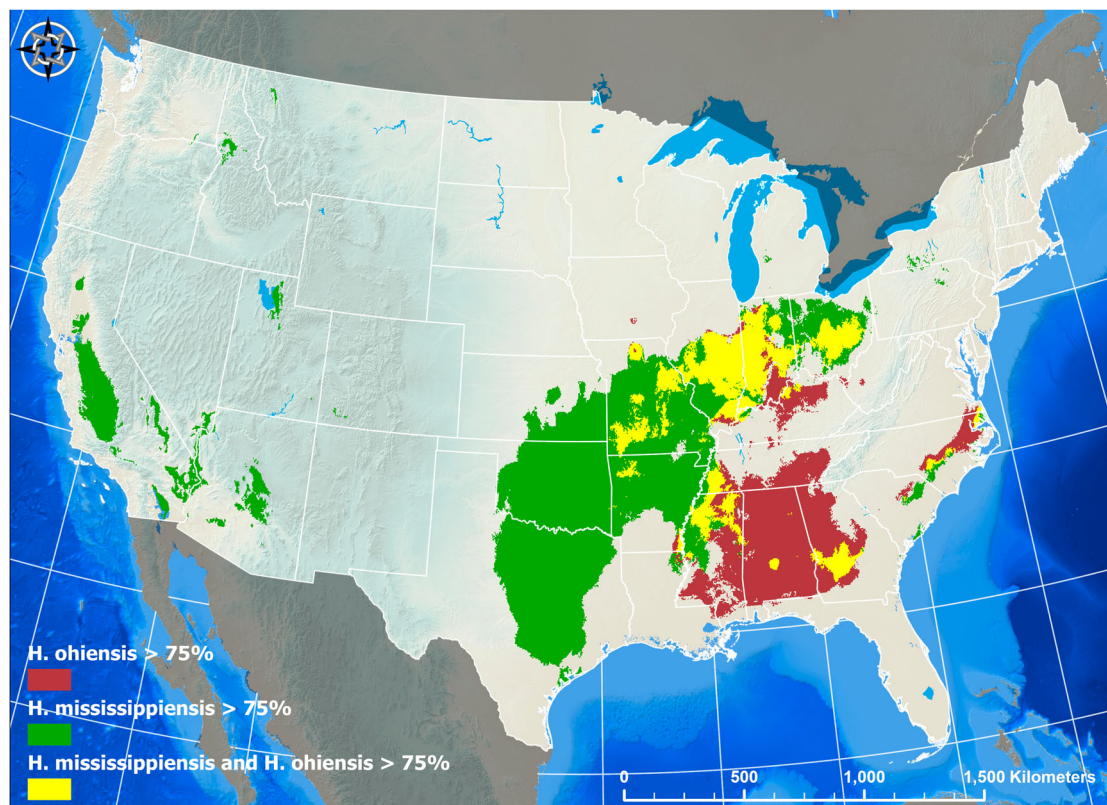 H. ohiensis > 75%
H. mississippiensis > 75%
H. mississippiensis and H. ohiensis > 75%
0 500 1,000 1,500 Kilometers